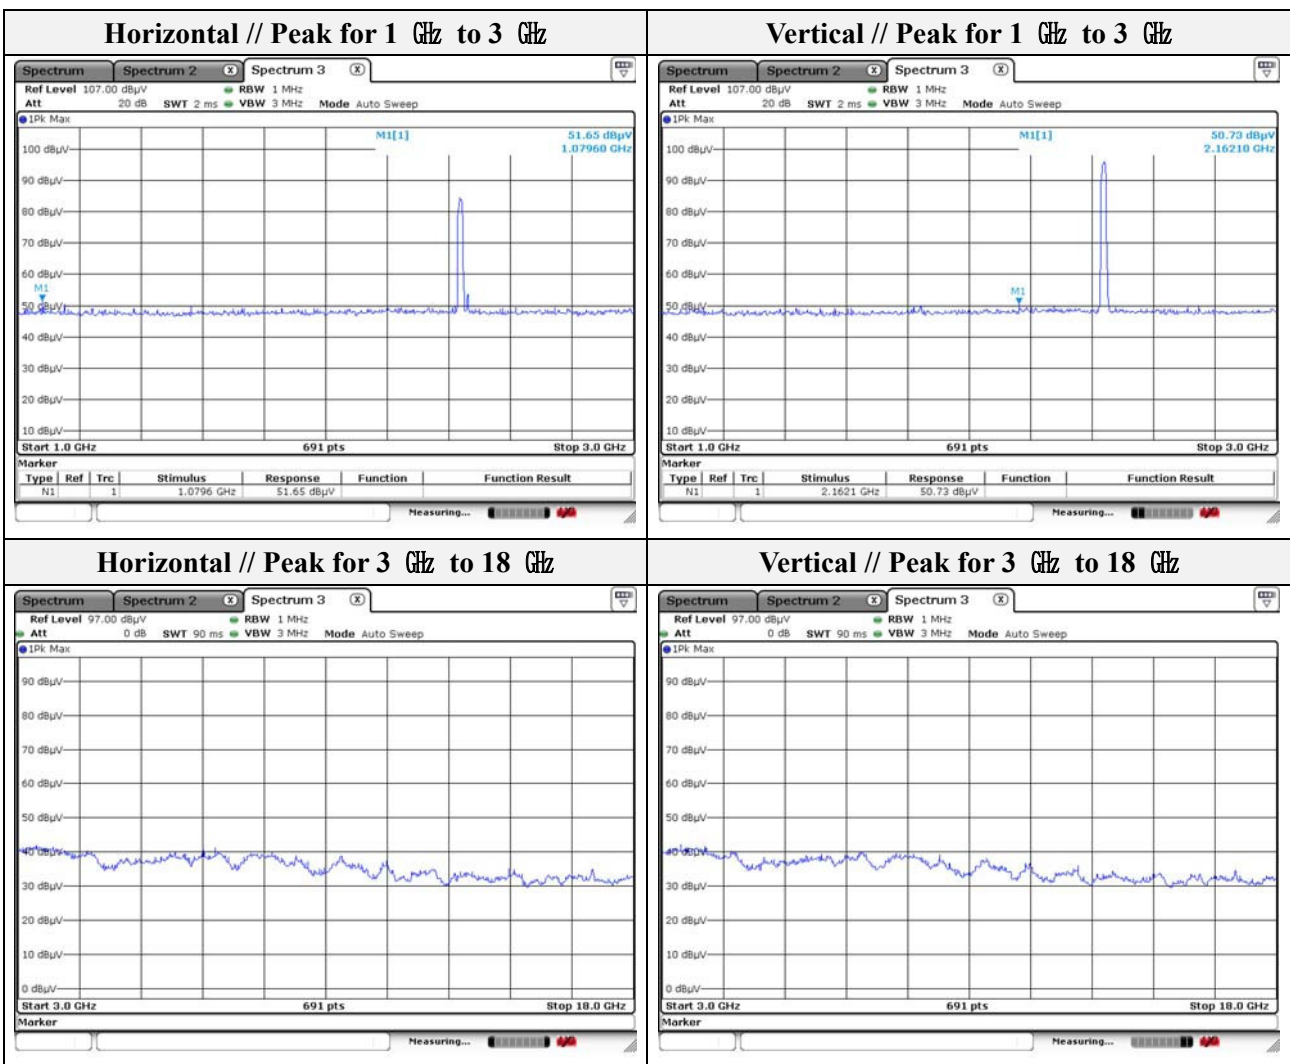 Horizontal // Peak for 1 ㎓ to 3 ㎓
Vertical // Peak for 1 ㎓ to 3 ㎓
Spectrum Spectrum 2 X Spectrum 3 X
Ref Level 107.00 dBµV RBW 1 MHz
Att 20 dB SWT 2 ms VBW 3 MHz Mode Auto Sweep
1Pk Max
M1[1] 51.65 dBµV
1.07960 GHz
100 dBµV
90 dBµV
80 dBµV
70 dBµV
60 dBµV
M1
50 dBµV
40 dBµV
30 dBµV
20 dBµV
10 dBµV
Start 1.0 GHz 691 pts Stop 3.0 GHz
Marker
Type Ref Trc Stimulus Response Function Function Result
N1 1 1.0796 GHz 51.65 dBµV
Measuring...
Spectrum Spectrum 2 X Spectrum 3 X
Ref Level 107.00 dBµV RBW 1 MHz
Att 20 dB SWT 2 ms VBW 3 MHz Mode Auto Sweep
1Pk Max
M1[1] 50.73 dBµV
2.16210 GHz
100 dBµV
90 dBµV
80 dBµV
70 dBµV
60 dBµV
M1
50 dBµV
40 dBµV
30 dBµV
20 dBµV
10 dBµV
Start 1.0 GHz 691 pts Stop 3.0 GHz
Marker
Type Ref Trc Stimulus Response Function Function Result
N1 1 2.1621 GHz 50.73 dBµV
Measuring...
Horizontal // Peak for 3 ㎓ to 18 ㎓
Vertical // Peak for 3 ㎓ to 18 ㎓
Spectrum Spectrum 2 X Spectrum 3 X
Ref Level 97.00 dBµV RBW 1 MHz
Att 0 dB SWT 90 ms VBW 3 MHz Mode Auto Sweep
1Pk Max
90 dBµV
80 dBµV
70 dBµV
60 dBµV
50 dBµV
40 dBµV
30 dBµV
20 dBµV
10 dBµV
0 dBµV
Start 3.0 GHz 691 pts Stop 18.0 GHz
Marker
Measuring...
Spectrum Spectrum 2 X Spectrum 3 X
Ref Level 97.00 dBµV RBW 1 MHz
Att 0 dB SWT 90 ms VBW 3 MHz Mode Auto Sweep
1Pk Max
90 dBµV
80 dBµV
70 dBµV
60 dBµV
50 dBµV
40 dBµV
30 dBµV
20 dBµV
10 dBµV
0 dBµV
Start 3.0 GHz 691 pts Stop 18.0 GHz
Marker
Measuring...